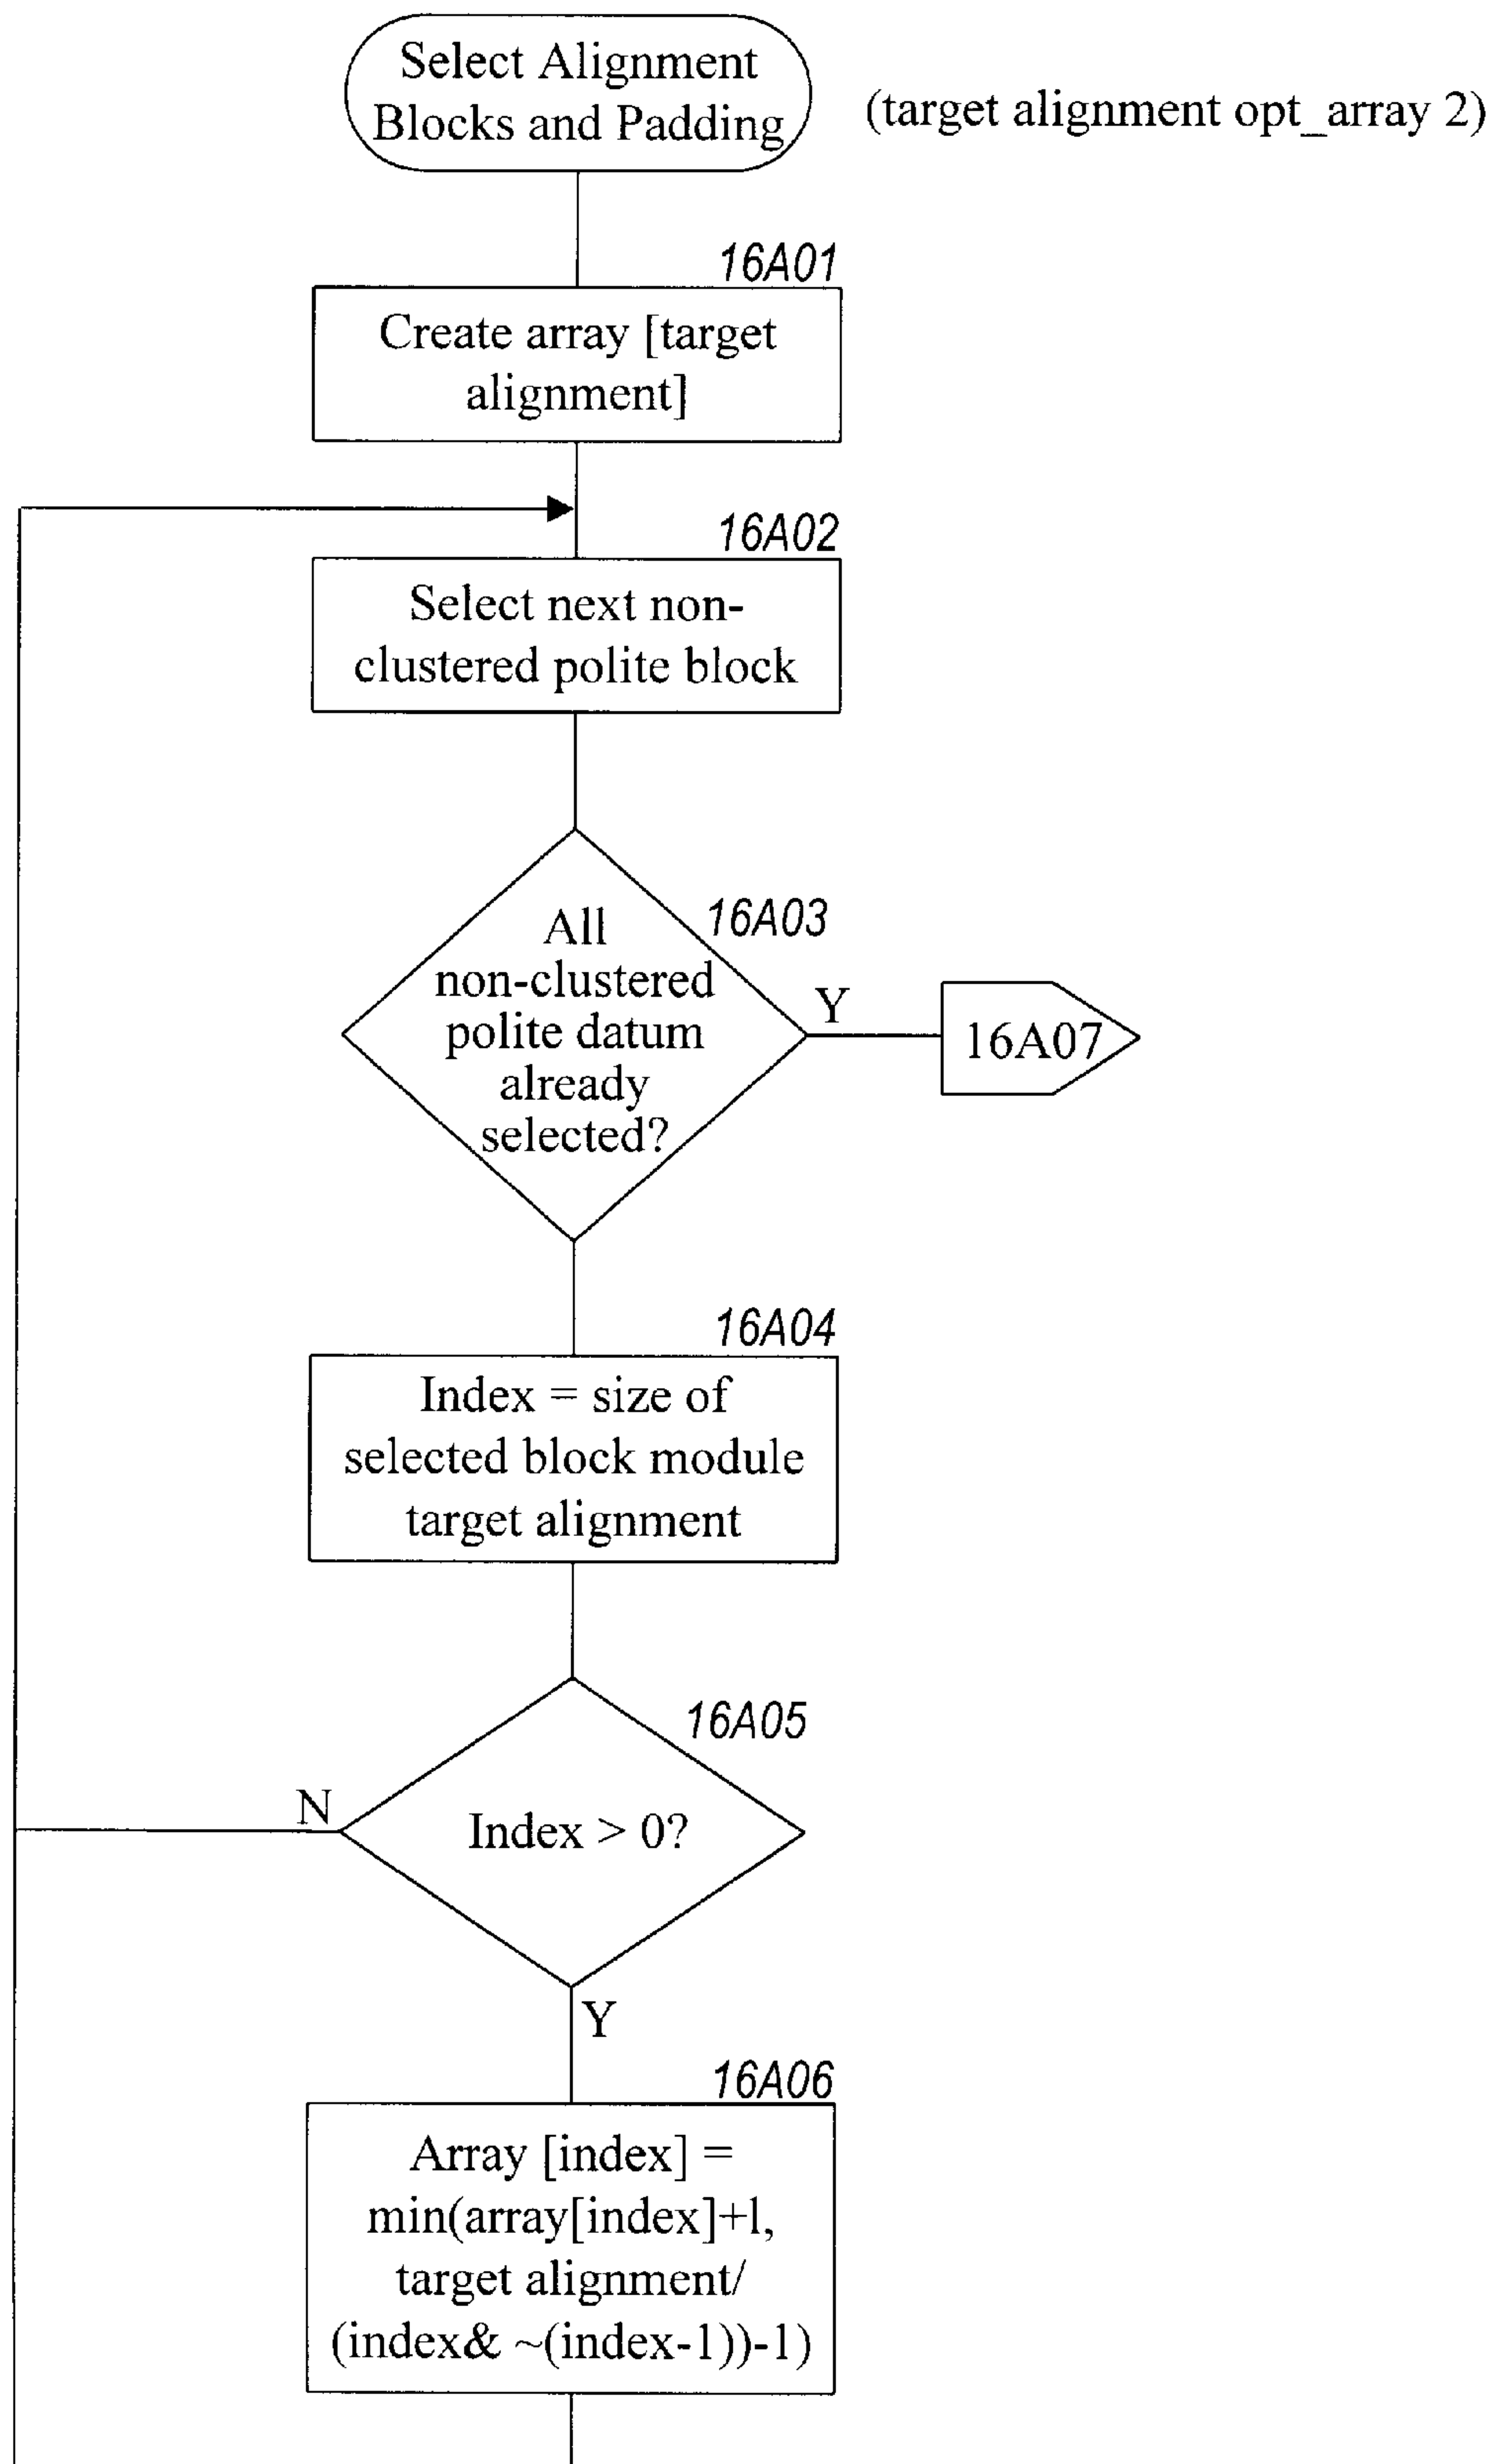 Select Alignment
Blocks and Padding
(target alignment opt_array 2)
16A01
Create array [target
alignment]
16A02
Select next non-
clustered polite block
16A03
All
non-clustered
polite datum
already
selected?
Y
16A07
16A04
Index = size of
selected block module
target alignment
16A05
N
Index > 0?
Y
16A06
Array [index] =
min(array[index]+l,
target alignment/
(index& ~(index-1))-1)